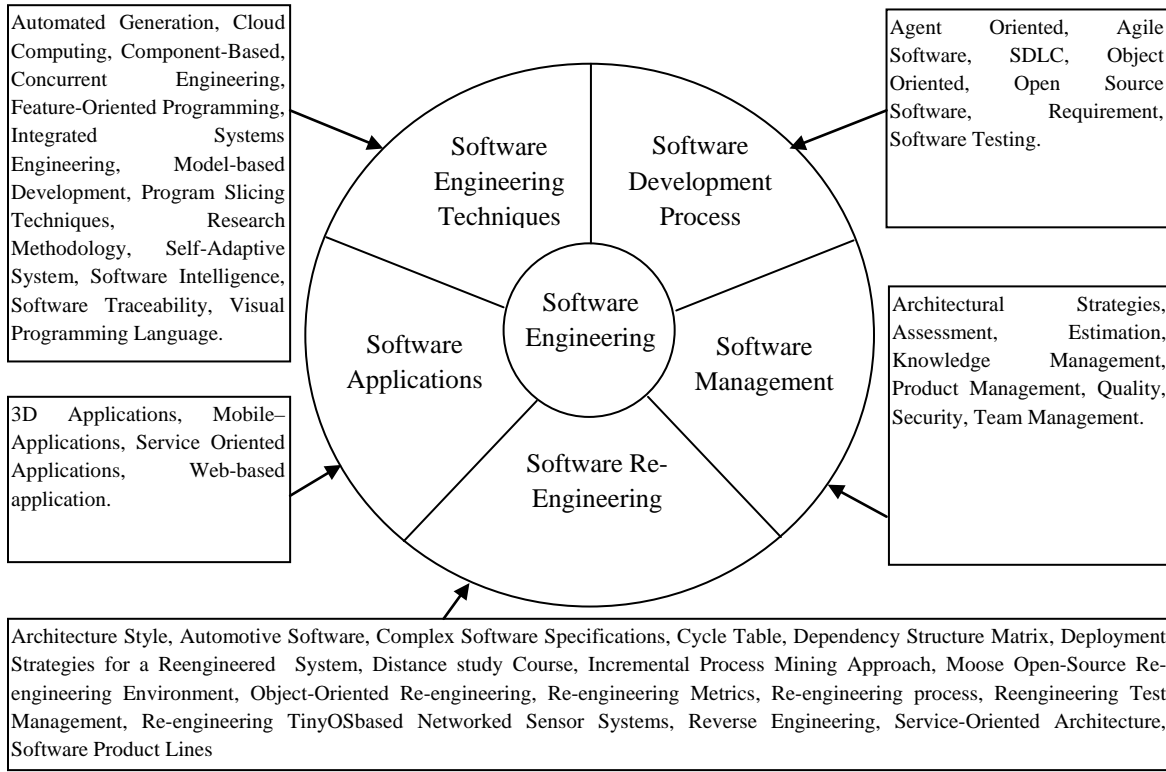 Automated Generation, Cloud
Computing, Component-Based,
Concurrent Engineering,
Feature-Oriented Programming,
Integrated Systems
Engineering, Model-based
Development, Program Slicing
Techniques, Research
Methodology, Self-Adaptive
System, Software Intelligence,
Software Traceability, Visual
Programming Language.
Agent Oriented, Agile
Software, SDLC, Object
Oriented, Open Source
Software, Requirement,
Software Testing.
Software
Engineering
Techniques
Software
Development
Process
Software
Engineering
Software
Applications
Software
Management
Software Re-
Engineering
Architectural Strategies,
Assessment, Estimation,
Knowledge Management,
Product Management, Quality,
Security, Team Management.
3D Applications, Mobile–
Applications, Service Oriented
Applications, Web-based
application.
Architecture Style, Automotive Software, Complex Software Specifications, Cycle Table, Dependency Structure Matrix, Deployment
Strategies for a Reengineered System, Distance study Course, Incremental Process Mining Approach, Moose Open-Source Re-
engineering Environment, Object-Oriented Re-engineering, Re-engineering Metrics, Re-engineering process, Reengineering Test
Management, Re-engineering TinyOSbased Networked Sensor Systems, Reverse Engineering, Service-Oriented Architecture,
Software Product Lines